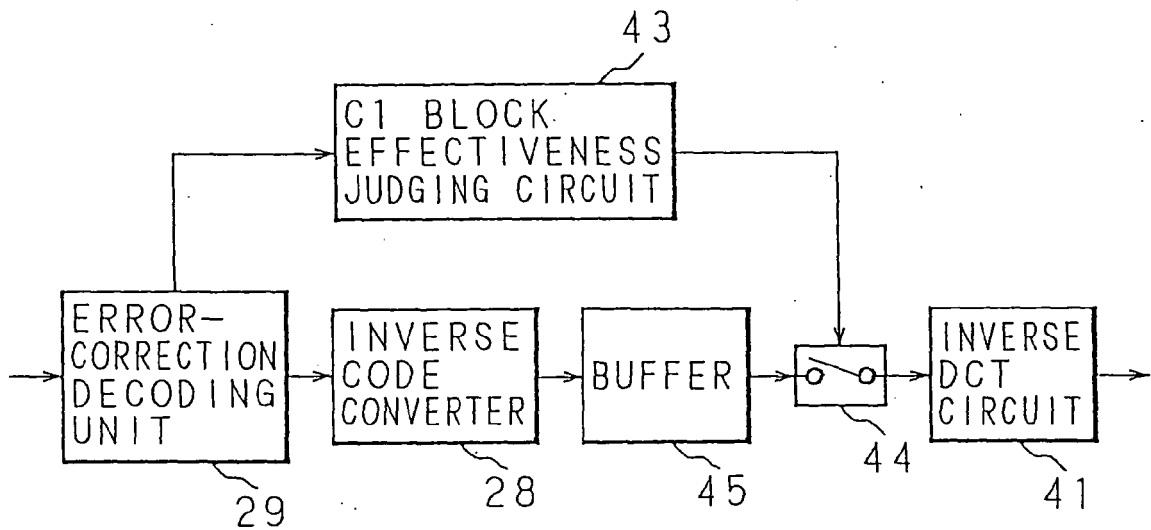 43
C1 BLOCK
EFFECTIVENESS
JUDGING CIRCUIT
ERROR-
CORRECTION
DECODING
UNIT
29
INVERSE
CODE
CONVERTER
28
BUFFER
45
44
INVERSE
DCT
CIRCUIT
41